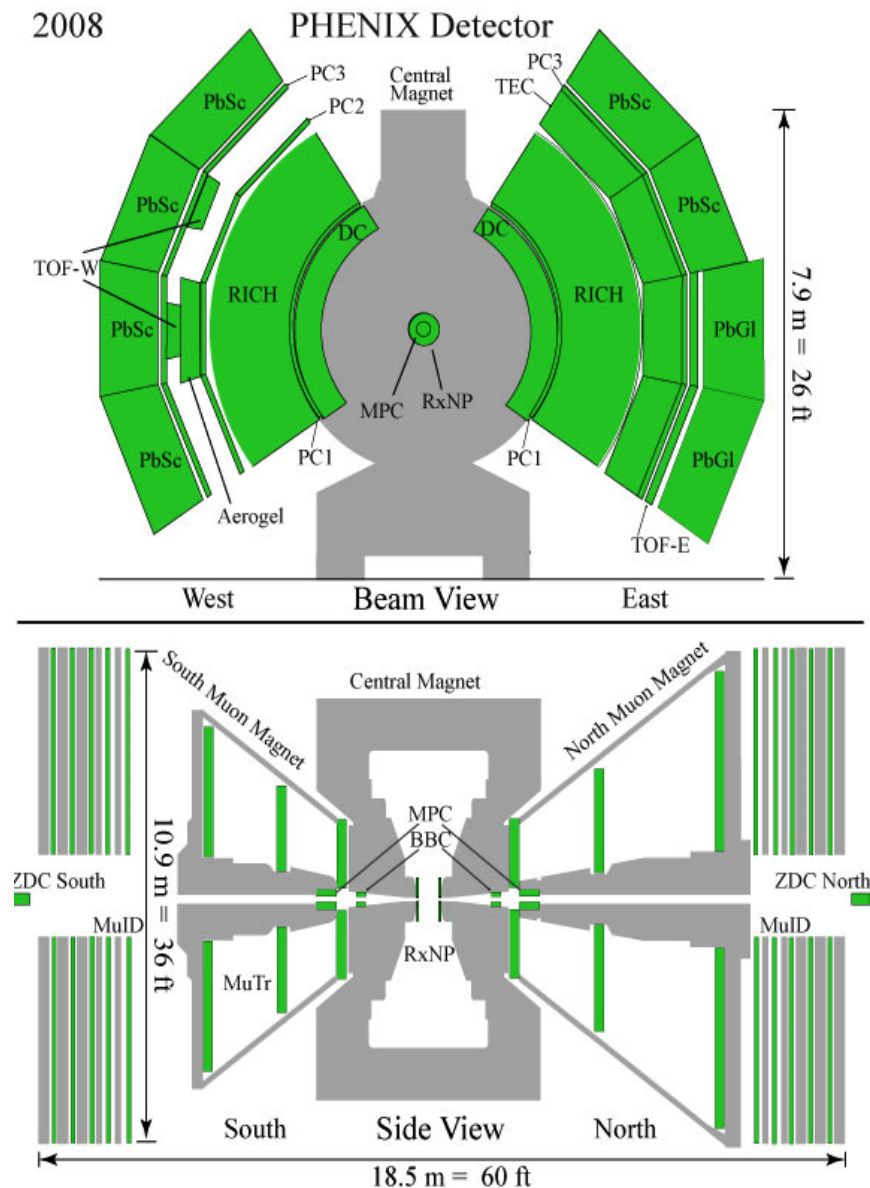 2008
PHENIX Detector
Central
Magnet
PC3
PC2
PbSc
PbSc
TOF-W
PbSc
PbSc
RICH
DC
MPC
RxNP
PC1
Aerogel
PC3
TEC
PbSc
PbSc
DC
RICH
PbGl
PbGl
PC1
TOF-E
7.9 m = 26 ft
West
Beam View
East
South Muon Magnet
Central Magnet
North Muon Magnet
MPC
BBC
ZDC South
ZDC North
MuID
MuID
10.9 m = 36 ft
MuTr
RxNP
South
Side View
North
18.5 m = 60 ft